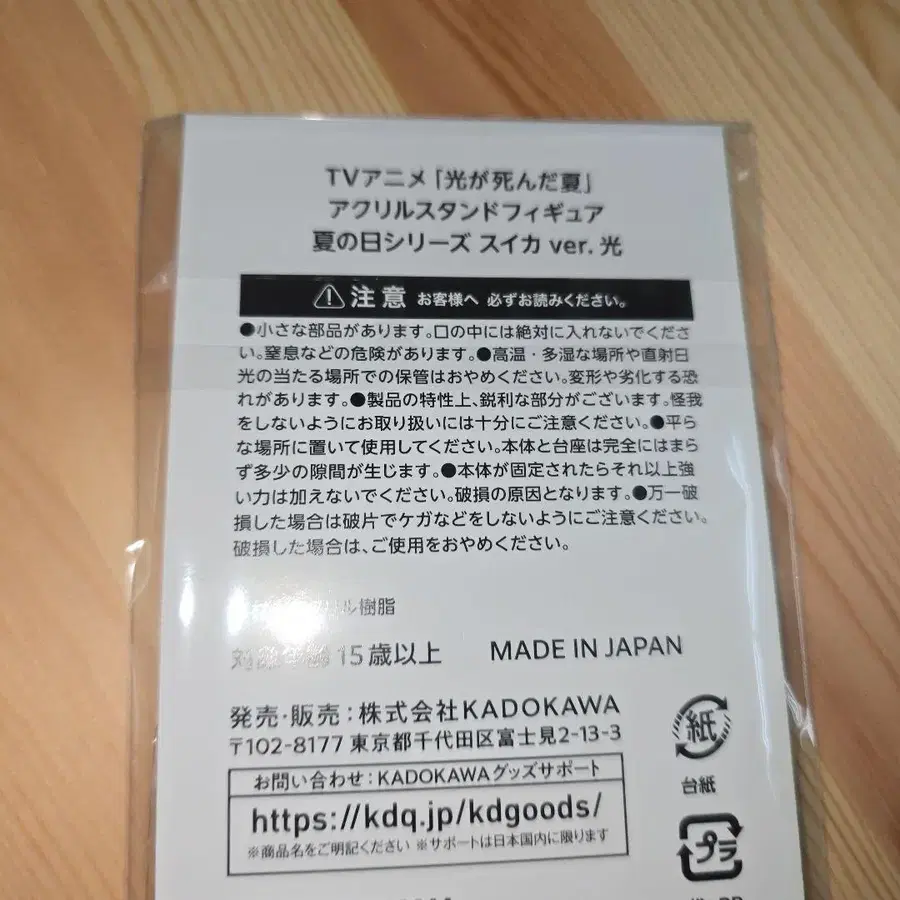 TVアニメ「光が死んだ夏」
アクリルスタンドフィギュア
夏の日シリーズ スイカ ver. 光
注意 お客様へ 必ずお読みください。
●小さな部品があります。口の中には絶対に入れないでくださ
い。窒息などの危険があります。●高温・多湿な場所や直射日
光の当たる場所での保管はおやめください。変形や劣化する恐
れがあります。●製品の特性上、鋭利な部分がございます。怪我
をしないようにお取り扱いには十分にご注意ください。●平ら
な場所に置いて使用してください。本体と台座は完全にはまら
ず多少の隙間が生じます。●本体が固定されたらそれ以上強
い力は加えないでください。破損の原因となります。●万一破
損した場合は破片でケガなどをしないようにご注意ください。
破損した場合は、ご使用をおやめください。
樹脂
対象年齢 15歳以上 MADE IN JAPAN
発売・販売：株式会社KADOKAWA
〒102-8177 東京都千代田区富士見2-13-3
お問い合わせ：KADOKAWAグッズサポート
https://kdq.jp/kdgoods/
※商品名をご明記ください ※サポートは日本国内に限ります
紙
台紙
プラ